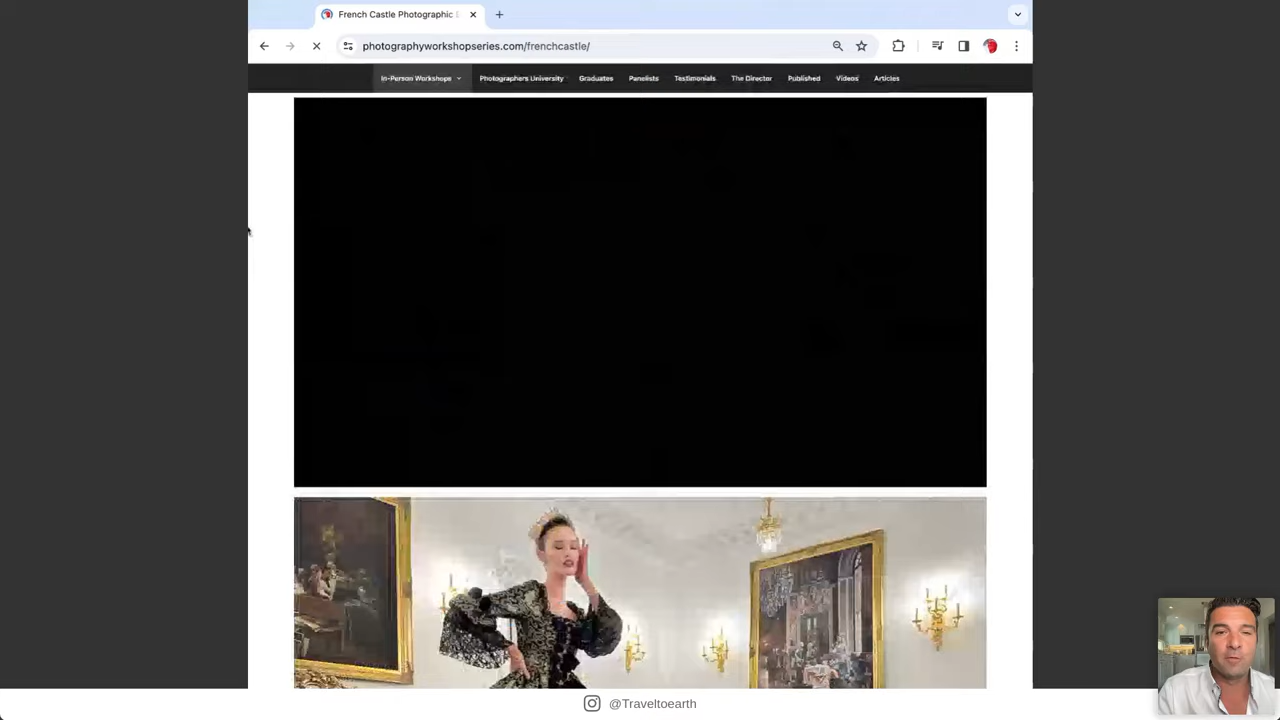 French Castle Photographic
photographyworkshopseries.com/frenchcastle/
In-Person Workshops Photographers University Graduates Panelists Testimonials The Director Published Videos Articles
@Traveltoearth